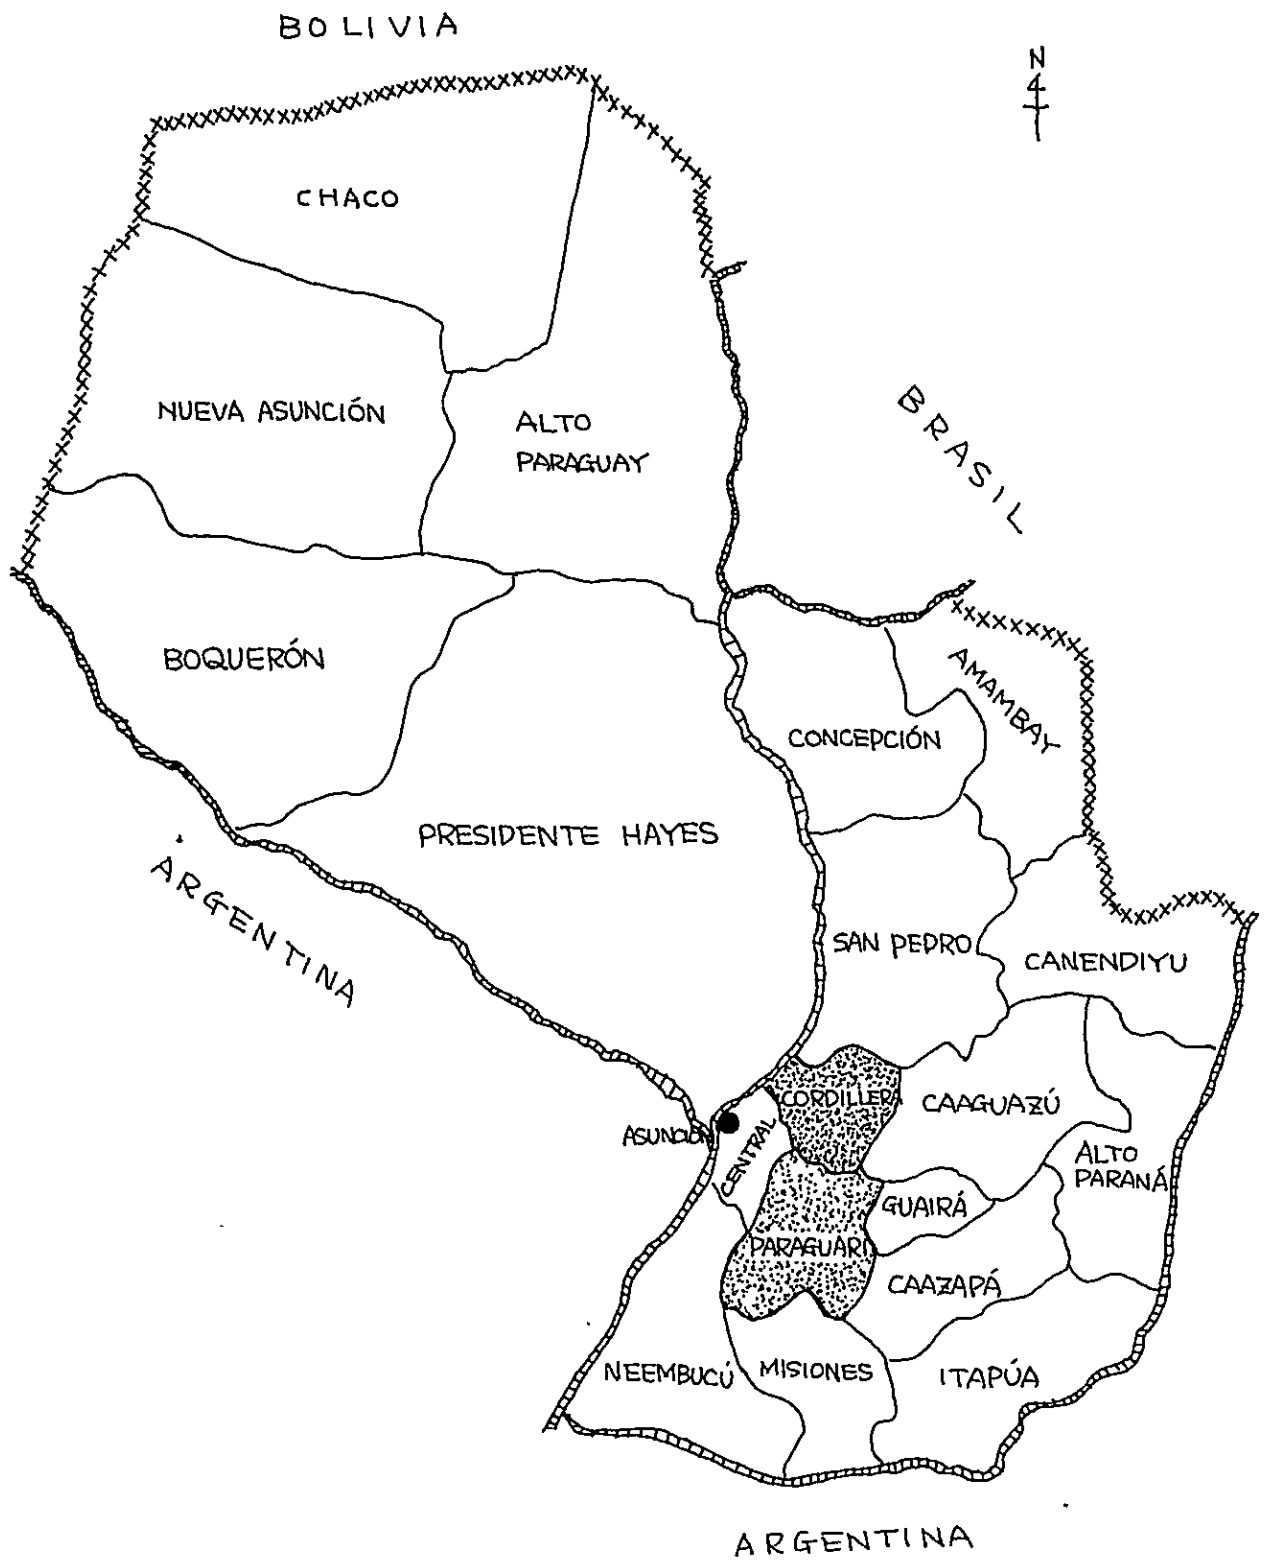 BOLIVIA
N
CHACO
NUEVA ASUNCIÓN
ALTO
PARAGUAY
BRASIL
BOQUERÓN
AMAMBAY
CONCEPCIÓN
PRESIDENTE HAYES
ARGENTINA
SAN PEDRO
CANENDIYU
CORDILLERA
CAAGUAZÚ
ASUNCIÓN
CENTRAL
ALTO
PARANÁ
GUAIRÁ
PARAGUARI
CAAZAPÁ
NEEMBUCÚ
MISIONES
ITAPÚA
ARGENTINA